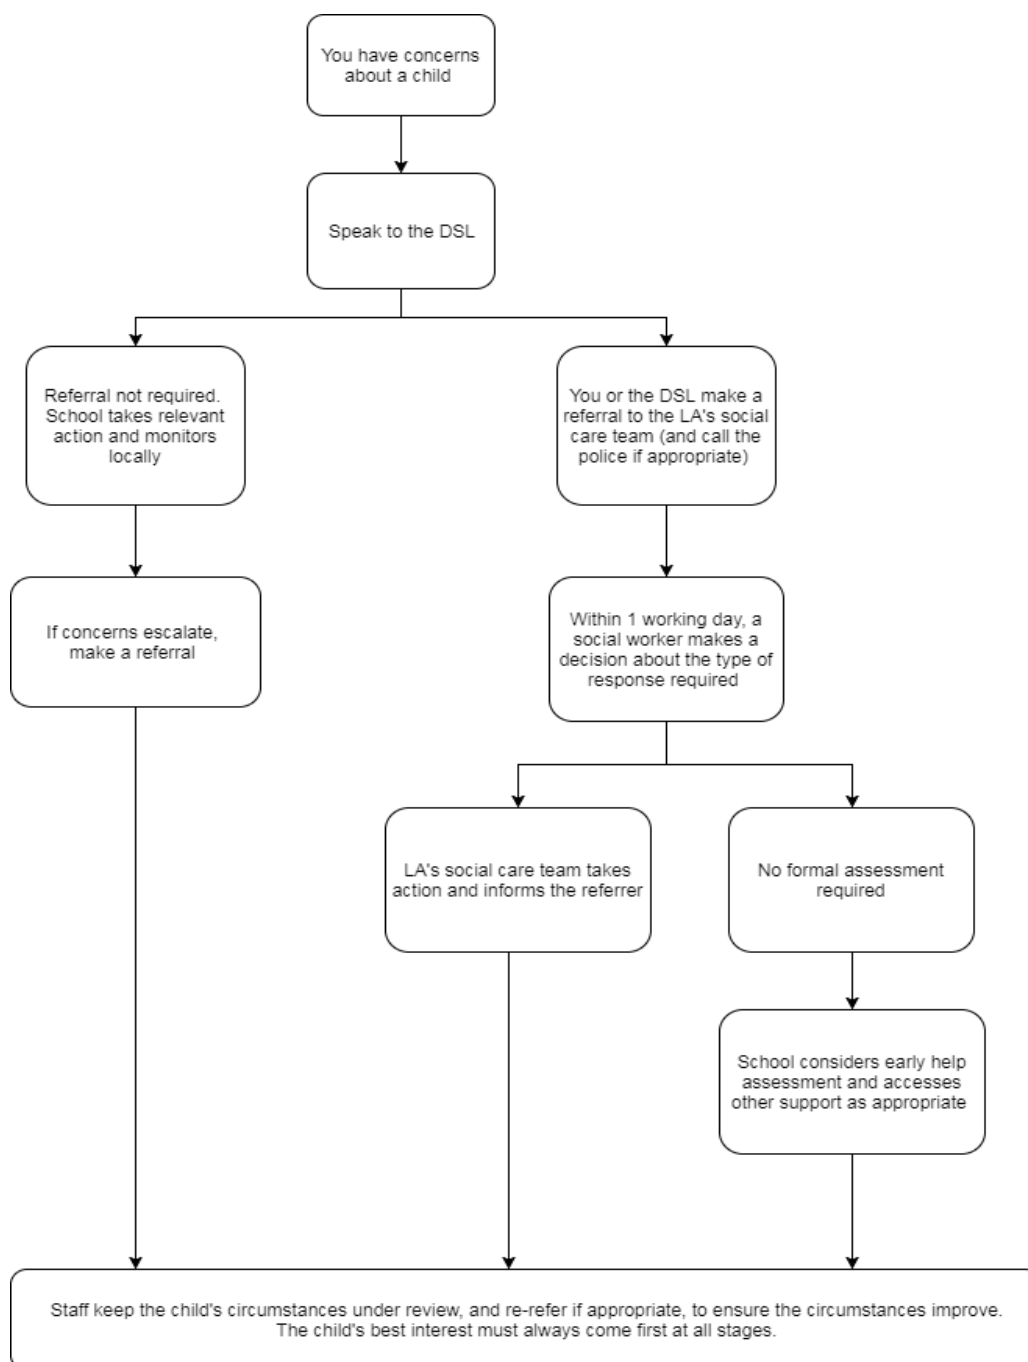 You have concerns
about a child
Speak to the DSL
Referral not required.
School takes relevant
action and monitors
locally
You or the DSL make a
referral to the LA's social
care team (and call the
police if appropriate)
If concerns escalate,
make a referral
Within 1 working day, a
social worker makes a
decision about the type of
response required
LA's social care team takes
action and informs the referrer
No formal assessment
required
School considers early help
assessment and accesses
other support as appropriate
Staff keep the child's circumstances under review, and re-refer if appropriate, to ensure the circumstances improve.
The child's best interest must always come first at all stages.